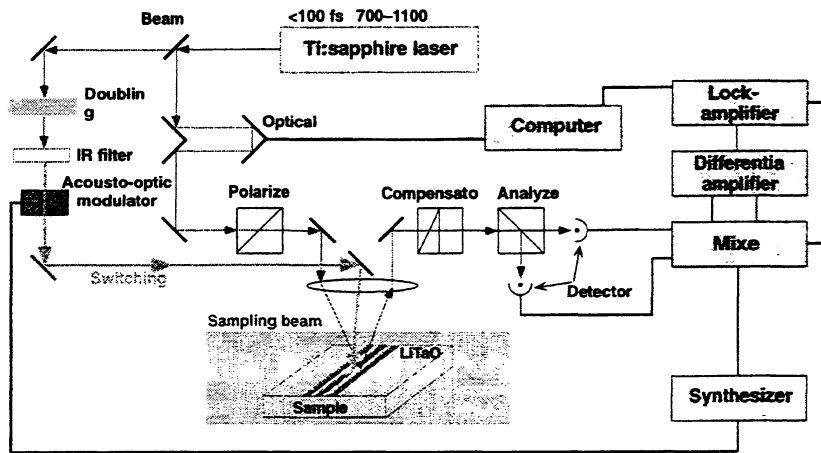 <100 fs 700–1100
Beam
Ti:sapphire laser
Doublin
g
Optical
Computer
Lock-
amplifier
IR filter
Acousto-optic
modulator
Polarize
Compensato
Analyze
Differentia
amplifier
Mixe
Switching
Detector
Sampling beam
LiTaO
Sample
Synthesizer